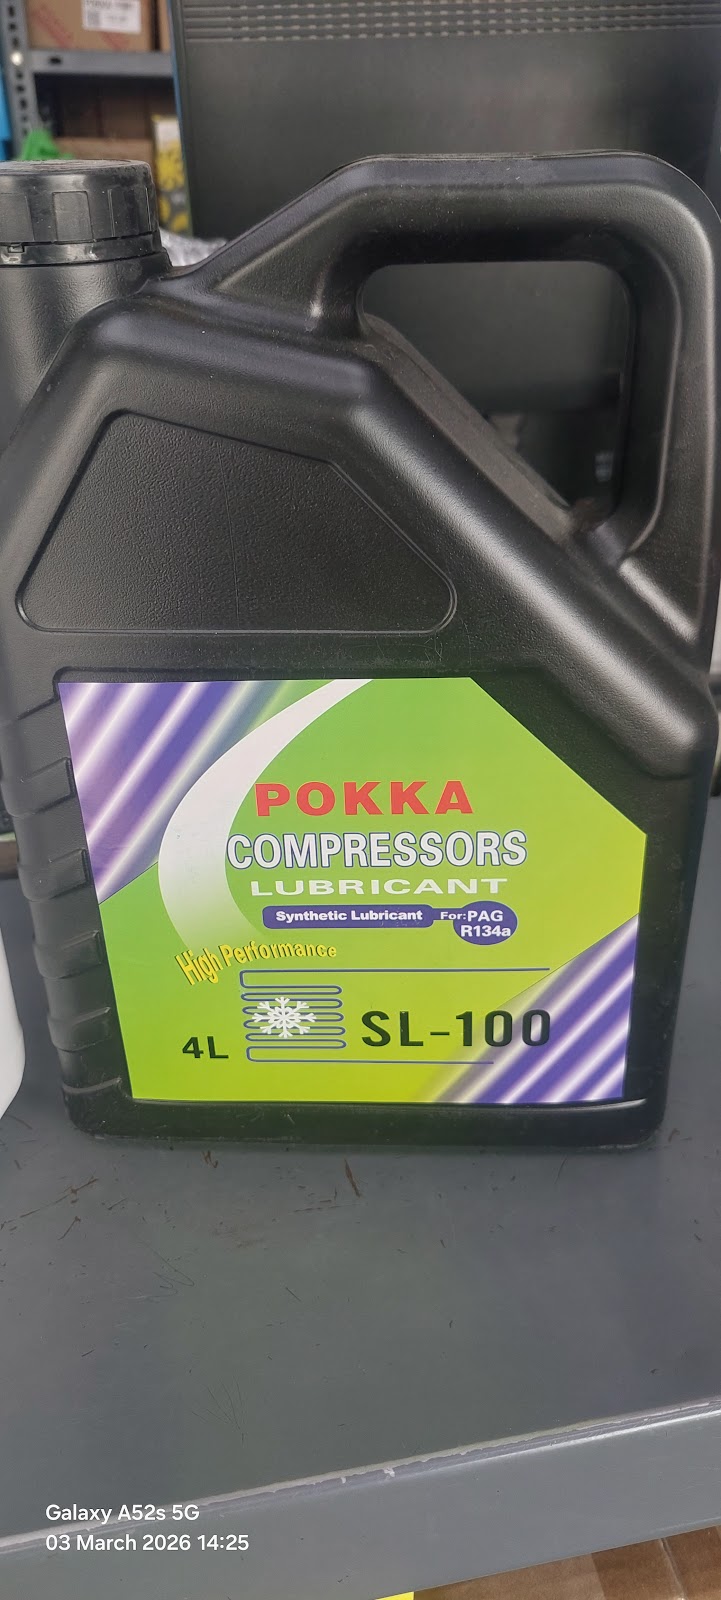 POKKA
COMPRESSORS
LUBRICANT
Synthetic Lubricant For: PAG
R134a
High Performance
4L
SL-100
Galaxy A52s 5G
03 March 2026 14:25